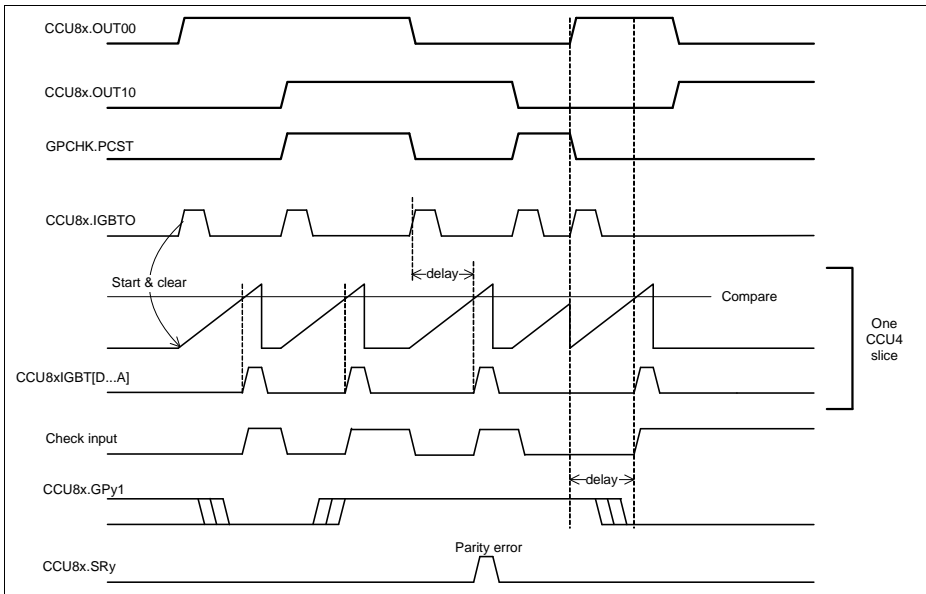 CCU8x.OUT00
CCU8x.OUT10
GPCHK.PCST
CCU8x.IGBTO
delay
Start & clear
Compare
One
CCU4
slice
CCU8xIGBT[D...A]
Check input
delay
CCU8x.GPy1
Parity error
CCU8x.SRy